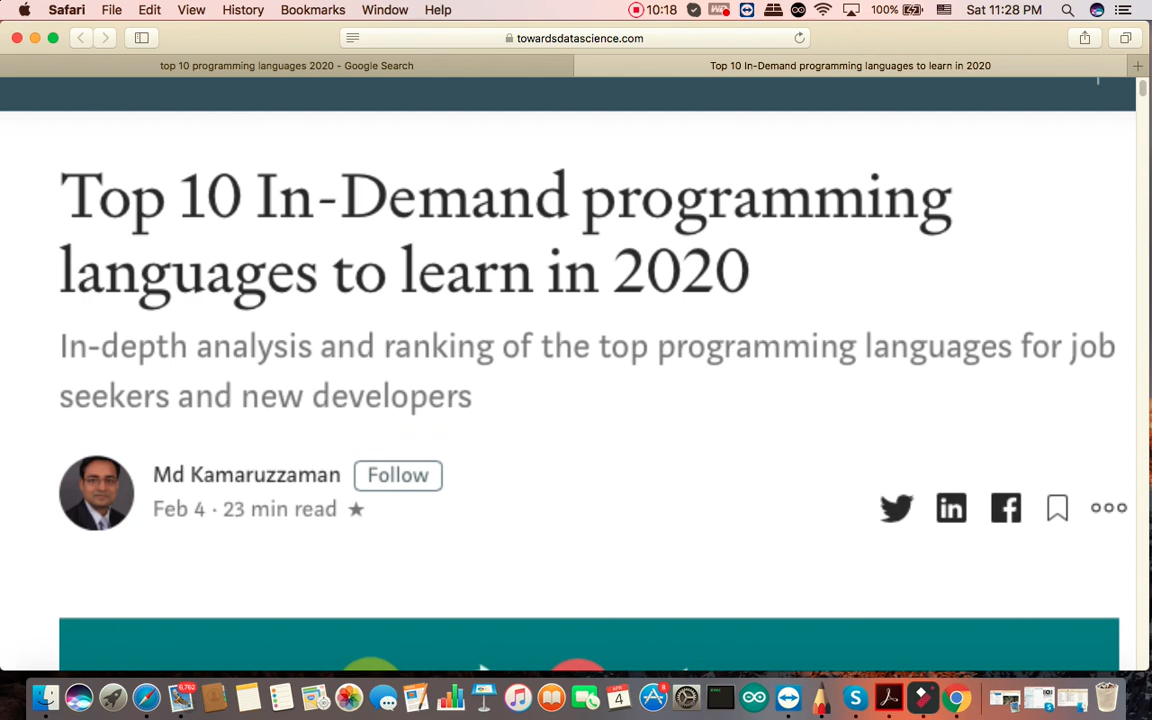 Safari File Edit View History Bookmarks Window Help 10:18 100% Sat 11:28 PM
towardsdatascience.com
top 10 programming languages 2020 - Google Search
Top 10 In-Demand programming languages to learn in 2020
Top 10 In-Demand programming
languages to learn in 2020
In-depth analysis and ranking of the top programming languages for job
seekers and new developers
Md Kamaruzzaman Follow
Feb 4 · 23 min read ★